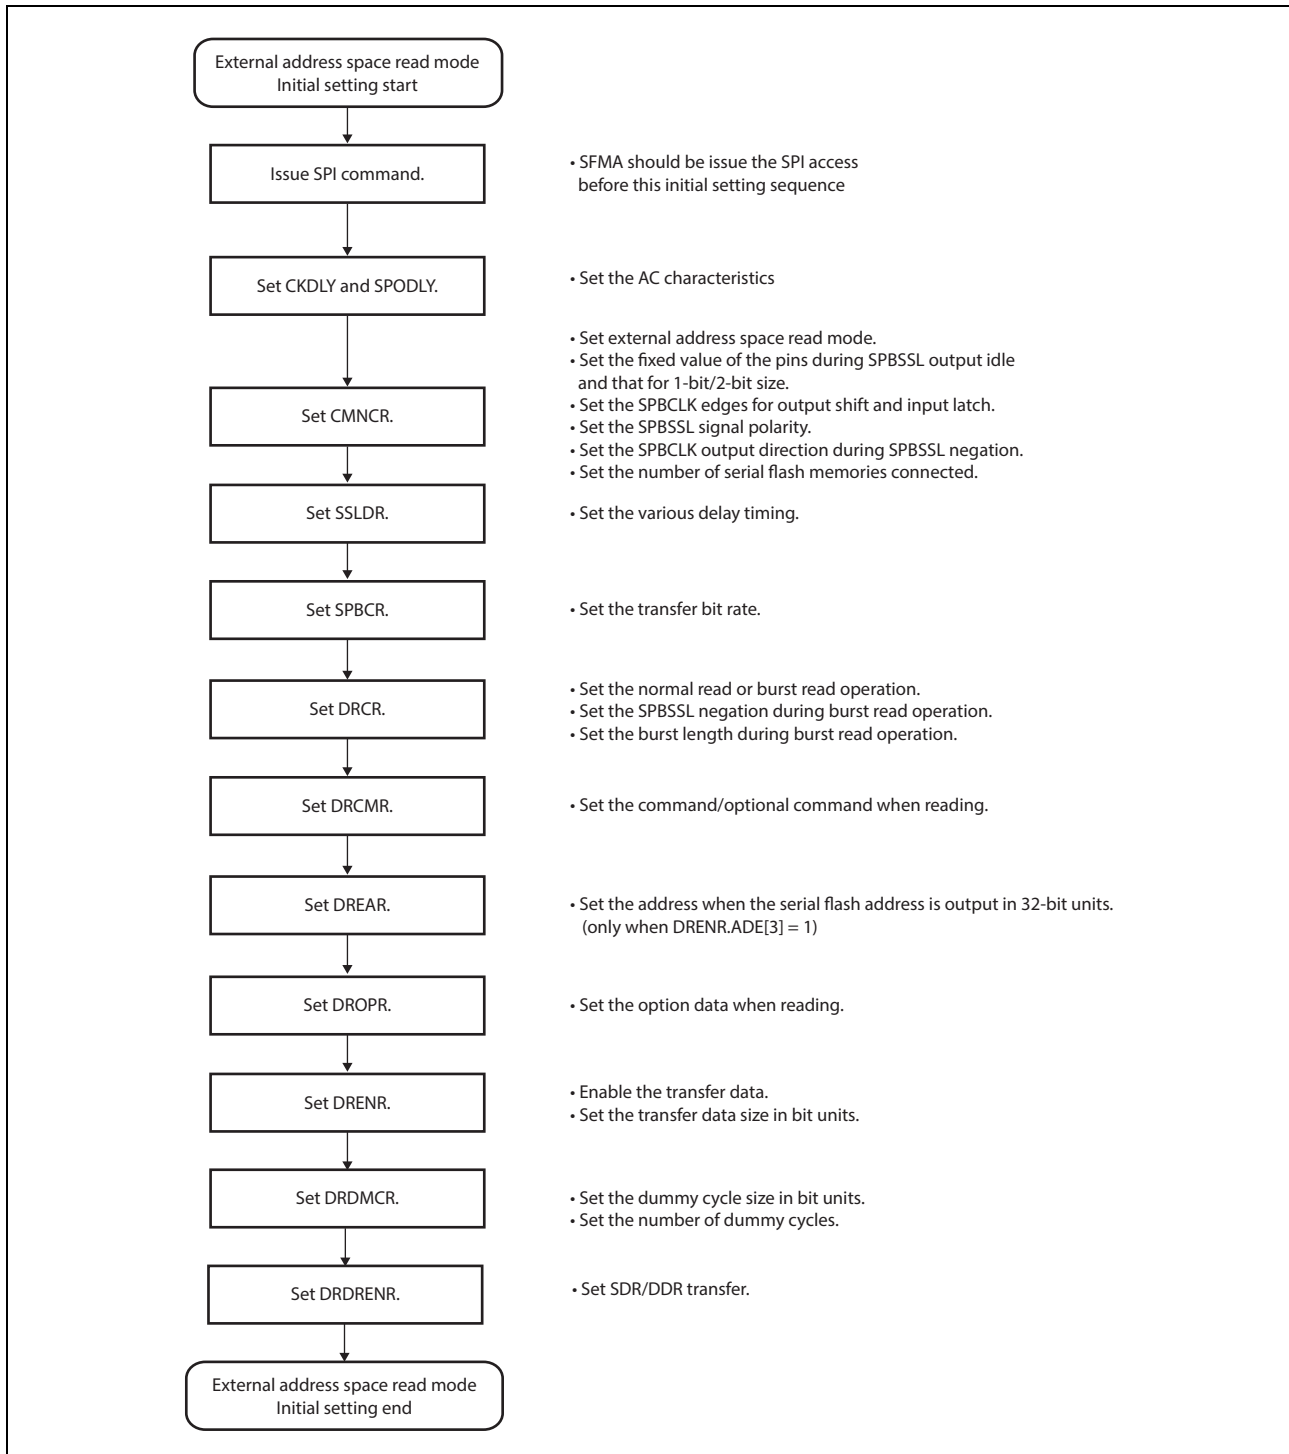 External address space read mode
Initial setting start
Issue SPI command.
• SFMA should be issue the SPI access
before this initial setting sequence
Set CKDLY and SPODLY.
• Set the AC characteristics
Set CMNCR.
• Set external address space read mode.
• Set the fixed value of the pins during SPBSSL output idle
and that for 1-bit/2-bit size.
• Set the SPBCLK edges for output shift and input latch.
• Set the SPBSSL signal polarity.
• Set the SPBCLK output direction during SPBSSL negation.
• Set the number of serial flash memories connected.
Set SSLDR.
• Set the various delay timing.
Set SPBCR.
• Set the transfer bit rate.
Set DRCR.
• Set the normal read or burst read operation.
• Set the SPBSSL negation during burst read operation.
• Set the burst length during burst read operation.
Set DRCMR.
• Set the command/optional command when reading.
Set DREAR.
• Set the address when the serial flash address is output in 32-bit units.
(only when DRENR.ADE[3] = 1)
Set DROPR.
• Set the option data when reading.
Set DRENR.
• Enable the transfer data.
• Set the transfer data size in bit units.
Set DRDMCR.
• Set the dummy cycle size in bit units.
• Set the number of dummy cycles.
Set DRDRENR.
• Set SDR/DDR transfer.
External address space read mode
Initial setting end